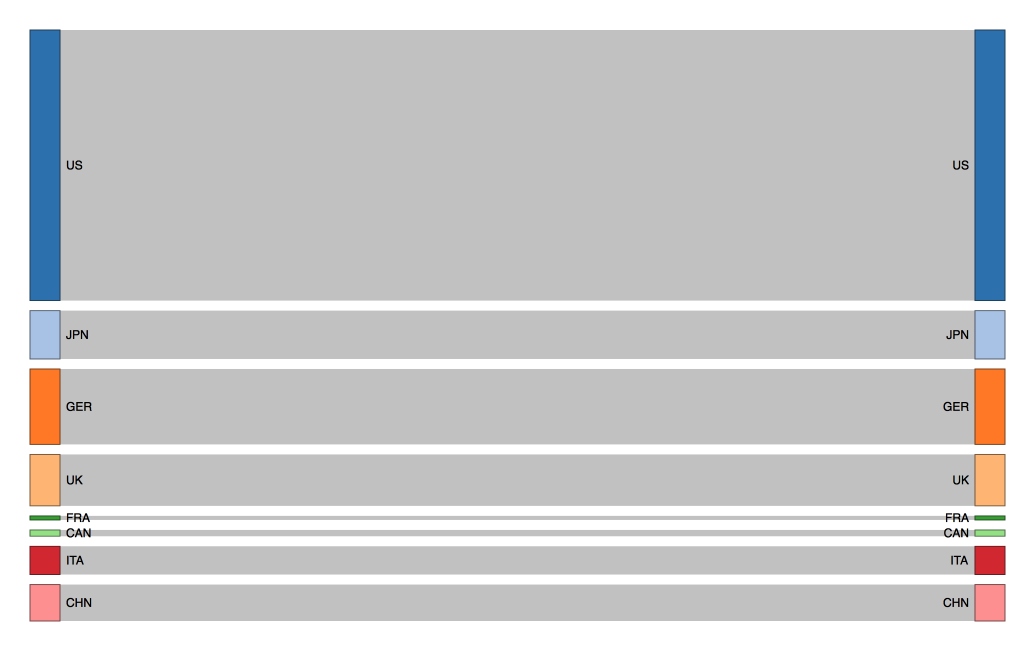 US US
JPN JPN
GER GER
UK UK
FRA FRA
CAN CAN
ITA ITA
CHN CHN